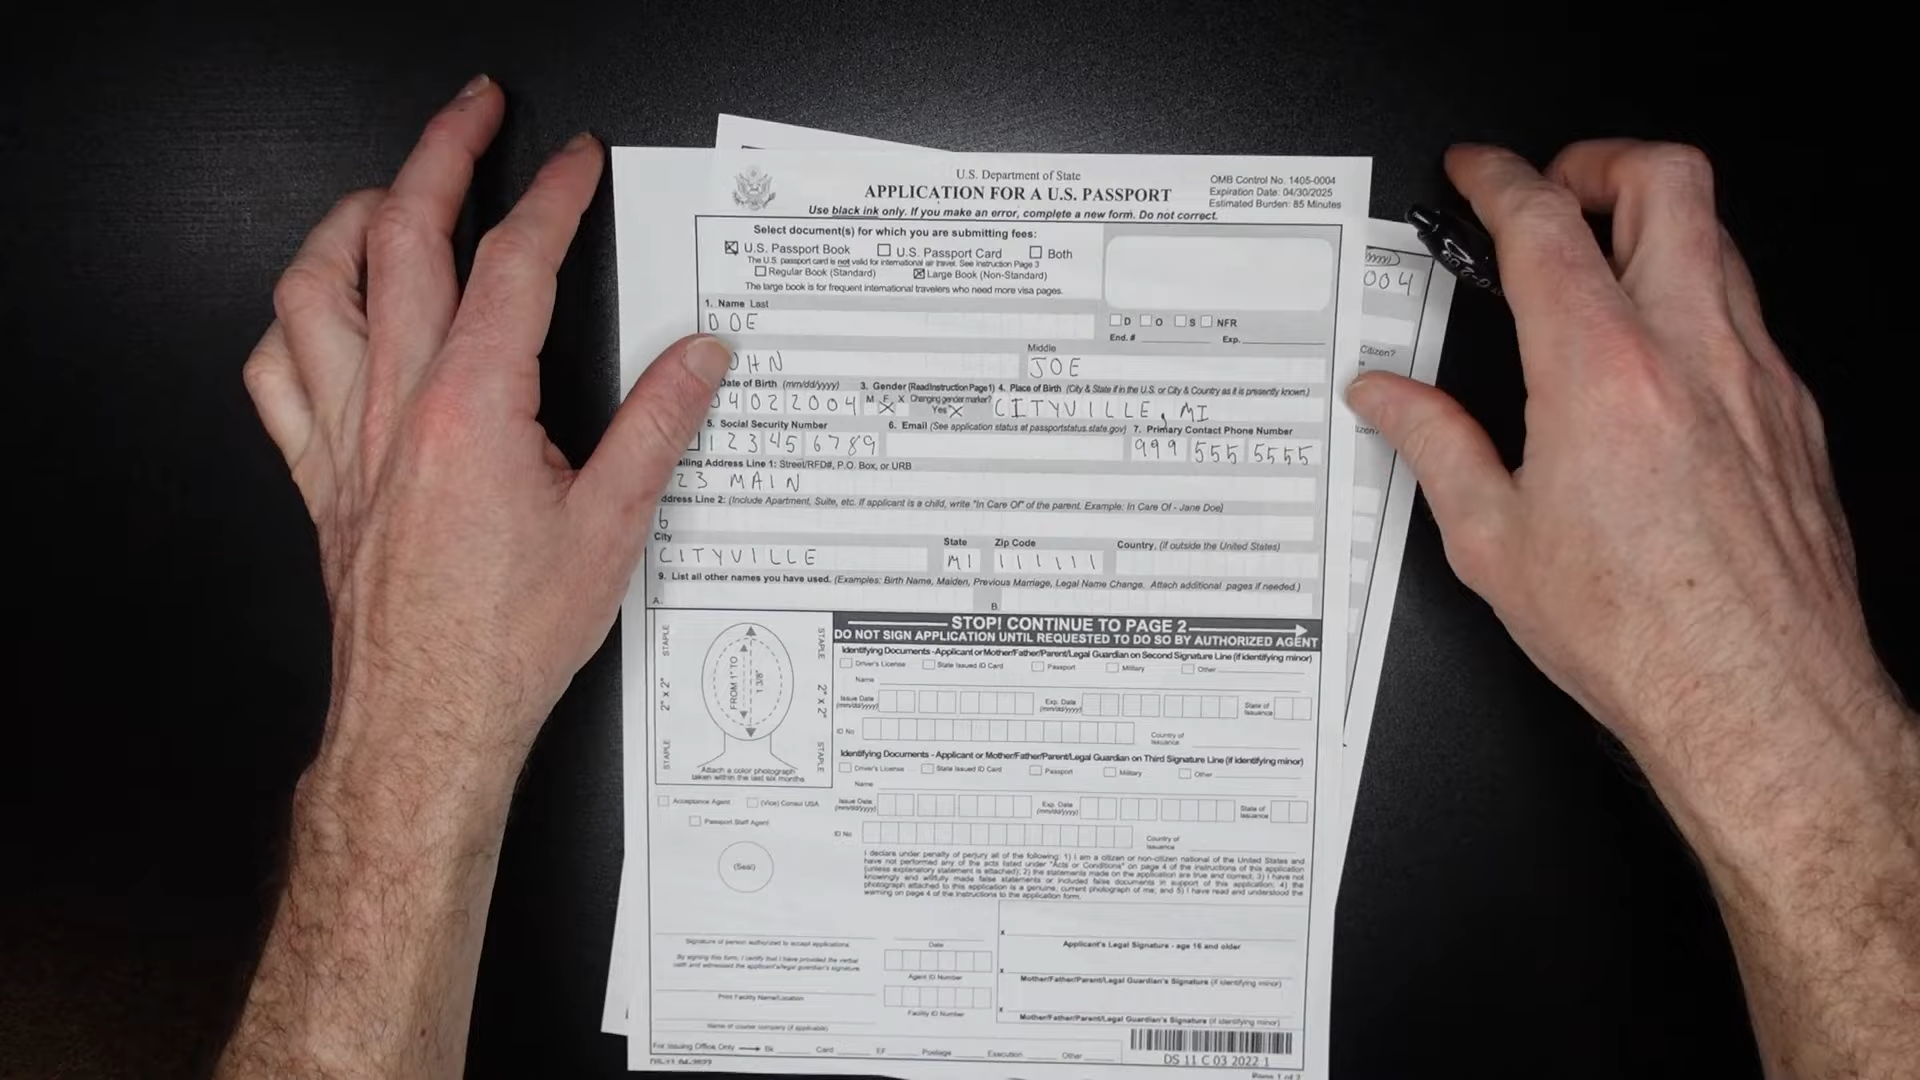 U.S. Department of State
APPLICATION FOR A U.S. PASSPORT
Use black ink only. If you make an error, complete a new form. Do not correct.
OMB Control No. 1405-0004
Expiration Date: 04/30/2025
Estimated Burden: 85 Minutes
Select document(s) for which you are submitting fees:
U.S. Passport Book U.S. Passport Card Both
The U.S. passport card is not valid for international air travel. See Instruction Page 3
Regular Book (Standard) Large Book (Non-Standard)
The large book is for frequent international travelers who need more visa pages.
1. Name Last
DOE
D O S NFR
End. # Exp.
Middle
OHN JOE
Date of Birth (mm/dd/yyyy) 3. Gender (Read Instruction Page 1) 4. Place of Birth (City & State if in the U.S. or City & Country as it is presently known.)
04022004 M F X Changing gender marker? Yes X CITYVILLE, MI
5. Social Security Number 6. Email (See application status at passportstatus.state.gov) 7. Primary Contact Phone Number
123 45 6789 999 555 5555
ailing Address Line 1: Street/RFD#, P.O. Box, or URB
23 MAIN
ddress Line 2: (Include Apartment, Suite, etc. If applicant is a child, write "In Care Of" of the parent. Example: In Care Of - Jane Doe)
6
City State Zip Code Country, (if outside the United States)
CITYVILLE MI 111111
9. List all other names you have used. (Examples: Birth Name, Maiden, Previous Marriage, Legal Name Change. Attach additional pages if needed.)
A. B.
STOP! CONTINUE TO PAGE 2
DO NOT SIGN APPLICATION UNTIL REQUESTED TO DO SO BY AUTHORIZED AGENT
STAPLE 2" x 2" STAPLE
FROM 1" TO 1 3/8"
STAPLE 2" x 2" STAPLE
Attach a color photograph
taken within the last six months
Identifying Documents - Applicant or Mother/Father/Parent/Legal Guardian on Second Signature Line (if identifying minor)
Driver's License State Issued ID Card Passport Military Other
Name
Issue Date (mm/dd/yyyy) Exp. Date (mm/dd/yyyy) State of Issuance
ID No Country of Issuance
Identifying Documents - Applicant or Mother/Father/Parent/Legal Guardian on Third Signature Line (if identifying minor)
Driver's License State Issued ID Card Passport Military Other
Name
Issue Date (mm/dd/yyyy) Exp. Date (mm/dd/yyyy) State of Issuance
ID No Country of Issuance
Acceptance Agent (Vice) Consul USA
Passport Staff Agent
(Seal)
I declare under penalty of perjury all of the following: 1) I am a citizen or non-citizen national of the United States and
have not performed any of the acts listed under "Acts or Conditions" on page 4 of the instructions of this application
(unless explanatory statement is attached); 2) the statements made on the application are true and correct; 3) I have not
knowingly and willfully made false statements or included false documents in support of this application; 4) the
photograph attached to this application is a genuine, current photograph of me; and 5) I have read and understood the
warning on page 4 of the instructions to the application form.
x
Applicant's Legal Signature - age 16 and older
x
Mother/Father/Parent/Legal Guardian's Signature (if identifying minor)
x
Mother/Father/Parent/Legal Guardian's Signature (if identifying minor)
Signature of person authorized to accept applications Date
By signing this form, I certify that I have provided the verbal
oath and witnessed the applicant's/legal guardian's signature.
Agent ID Number
Print Facility Name/Location
Facility ID Number
Name of courier company (if applicable)
For Issuing Office Only Bk Card EF Postage Execution Other
DS 11 C 03 2022 1
004
Citizen?